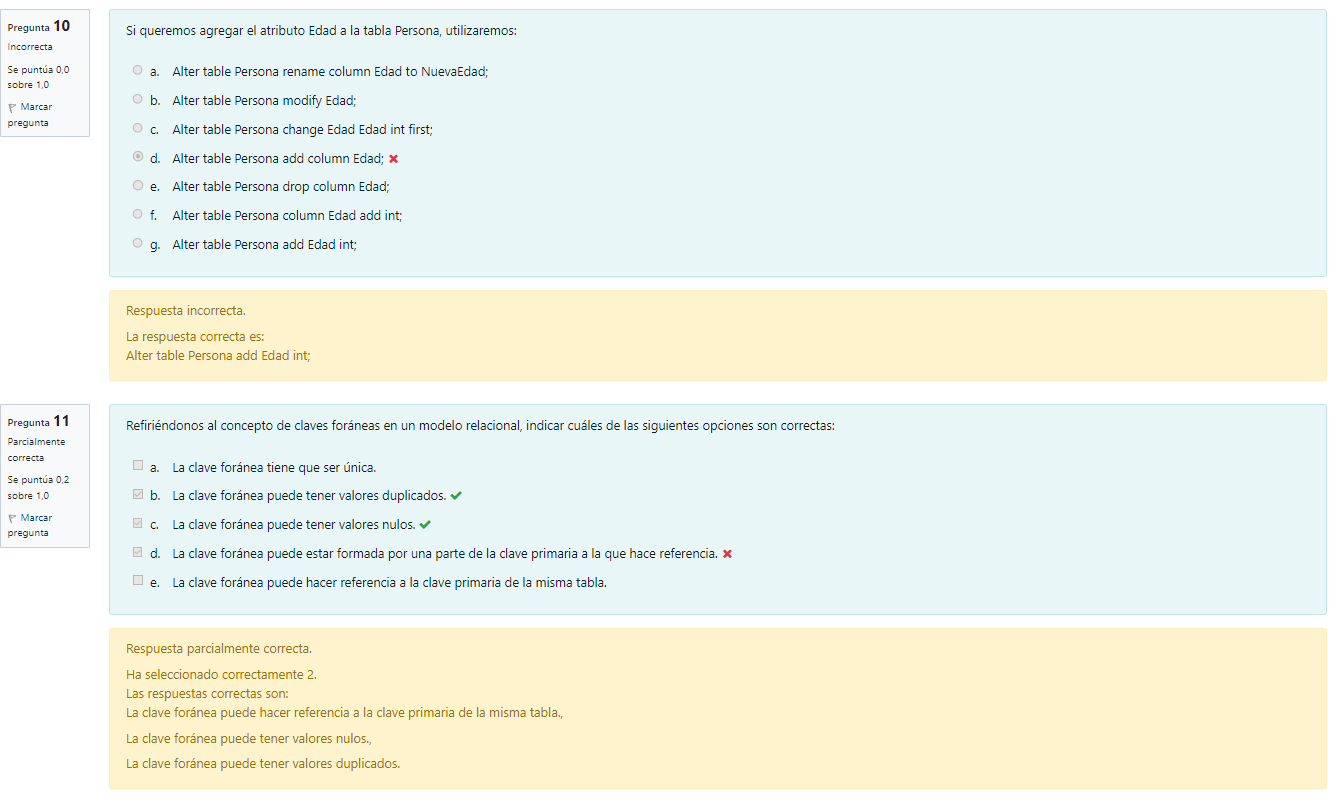 Pregunta 10
Incorrecta
Se puntúa 0,0
sobre 1,0
Marcar
pregunta
Si queremos agregar el atributo Edad a la tabla Persona, utilizaremos:
a. Alter table Persona rename column Edad to NuevaEdad;
b. Alter table Persona modify Edad;
c. Alter table Persona change Edad Edad int first;
d. Alter table Persona add column Edad;
e. Alter table Persona drop column Edad;
f. Alter table Persona column Edad add int;
g. Alter table Persona add Edad int;
Respuesta incorrecta.
La respuesta correcta es:
Alter table Persona add Edad int;
Pregunta 11
Parcialmente
correcta
Se puntúa 0,2
sobre 1,0
Marcar
pregunta
Refiriéndonos al concepto de claves foráneas en un modelo relacional, indicar cuáles de las siguientes opciones son correctas:
a. La clave foránea tiene que ser única.
b. La clave foránea puede tener valores duplicados.
c. La clave foránea puede tener valores nulos.
d. La clave foránea puede estar formada por una parte de la clave primaria a la que hace referencia.
e. La clave foránea puede hacer referencia a la clave primaria de la misma tabla.
Respuesta parcialmente correcta.
Ha seleccionado correctamente 2.
Las respuestas correctas son:
La clave foránea puede hacer referencia a la clave primaria de la misma tabla.,
La clave foránea puede tener valores nulos.,
La clave foránea puede tener valores duplicados.